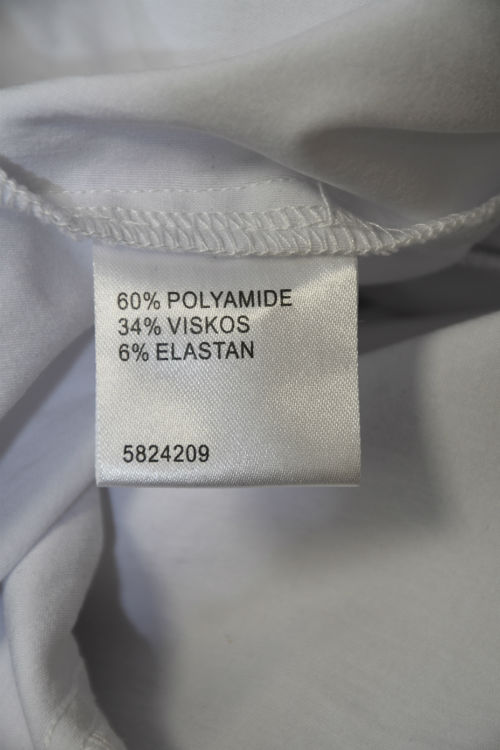 60% POLYAMIDE
34% VISKOS
6% ELASTAN
5824209